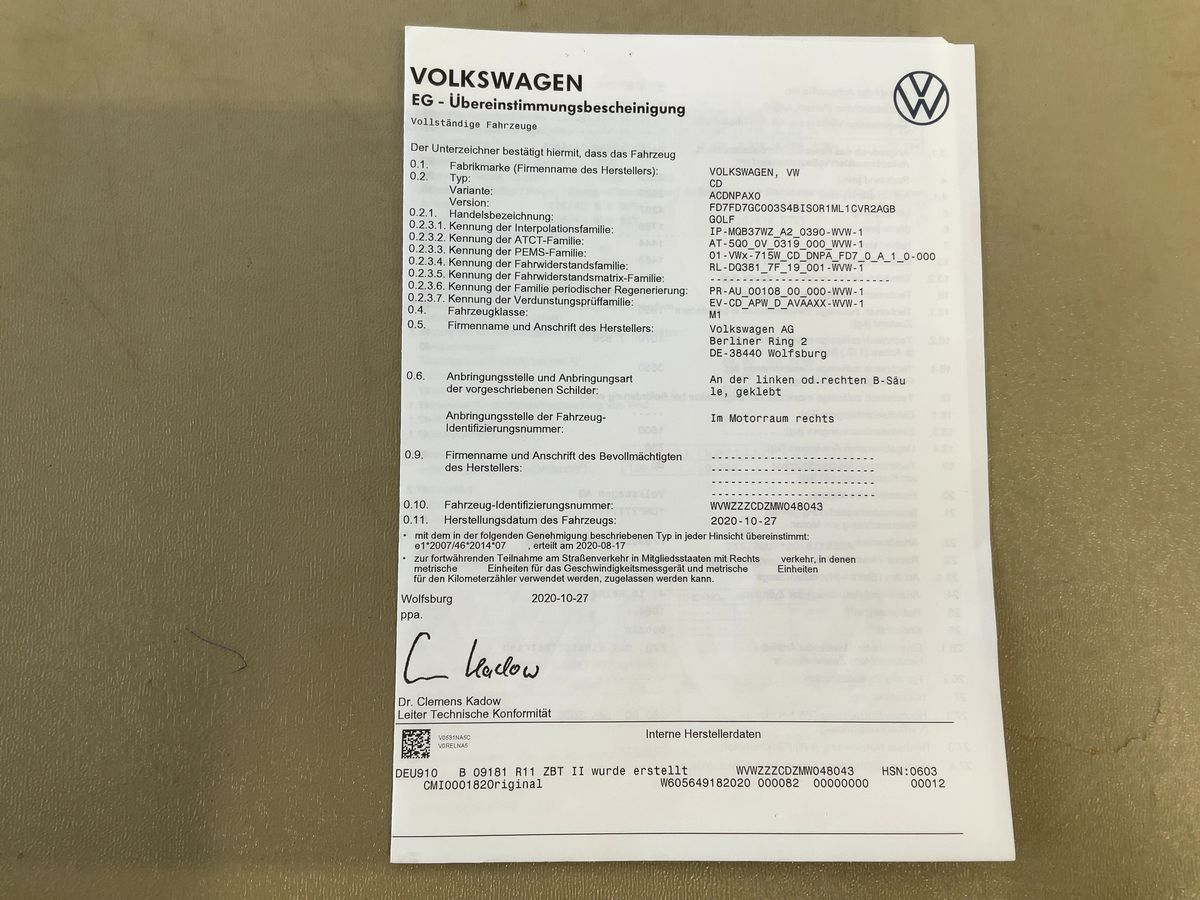 VOLKSWAGEN
EG - Übereinstimmungsbescheinigung
Vollständige Fahrzeuge
Der Unterzeichner bestätigt hiermit, dass das Fahrzeug
0.1. Fabrikmarke (Firmenname des Herstellers): VOLKSWAGEN, VW
0.2. Typ: CD
Variante: ACDNPAX0
Version: FD7FD7GC003S4BISOR1ML1CVR2AGB
0.2.1. Handelsbezeichnung: GOLF
0.2.3.1. Kennung der Interpolationsfamilie: IP-MQB37WZ_A2_0390-WVW-1
0.2.3.2. Kennung der ATCT-Familie: AT-5Q0_0V_0319_000_WVW-1
0.2.3.3. Kennung der PEMS-Familie: 01-VWx-715W_CD_DNPA_FD7_0_A_1_0-000
0.2.3.4. Kennung der Fahrwiderstandsfamilie: RL-DQ381_7F_19_001-WVW-1
0.2.3.5. Kennung der Fahrwiderstandsmatrix-Familie: --------------------------
0.2.3.6. Kennung der Familie periodischer Regenerierung: PR-AU_00108_00_000-WVW-1
0.2.3.7. Kennung der Verdunstungsprüffamilie: EV-CD_APW_D_AVAAXX-WVW-1
0.4. Fahrzeugklasse: M1
0.5. Firmenname und Anschrift des Herstellers: Volkswagen AG
Berliner Ring 2
DE-38440 Wolfsburg
0.6. Anbringungsstelle und Anbringungsart An der linken od.rechten B-Säu
der vorgeschriebenen Schilder: le, geklebt
Anbringungsstelle der Fahrzeug- Im Motorraum rechts
Identifizierungsnummer:
0.9. Firmenname und Anschrift des Bevollmächtigten --------------------------
des Herstellers: --------------------------
--------------------------
--------------------------
0.10. Fahrzeug-Identifizierungsnummer: WVWZZZCDZMW048043
0.11. Herstellungsdatum des Fahrzeugs: 2020-10-27
• mit dem in der folgenden Genehmigung beschriebenen Typ in jeder Hinsicht übereinstimmt:
e1*2007/46*2014*07 , erteilt am 2020-08-17
• zur fortwährenden Teilnahme am Straßenverkehr in Mitgliedsstaaten mit Rechts verkehr, in denen
metrische Einheiten für das Geschwindigkeitsmessgerät und metrische Einheiten
für den Kilometerzähler verwendet werden, zugelassen werden kann.
Wolfsburg 2020-10-27
ppa.
Kadow
Dr. Clemens Kadow
Leiter Technische Konformität
Interne Herstellerdaten
V0531NA5C
V0RELNA5
DEU910 B 09181 R11 ZBT II wurde erstellt WVWZZZCDZMW048043 HSN:0603
CMI0001820riginal W605649182020 000082 00000000 00012